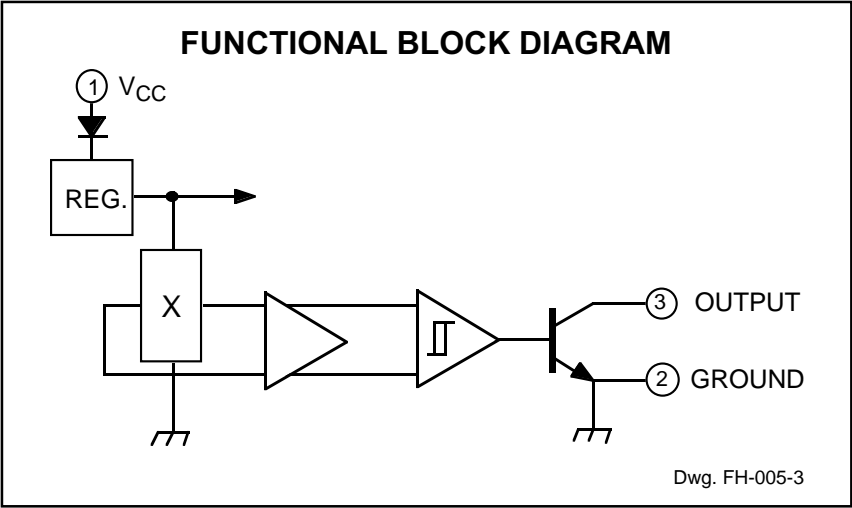 FUNCTIONAL BLOCK DIAGRAM
1 VCC
REG.
X
3 OUTPUT
2 GROUND
Dwg. FH-005-3